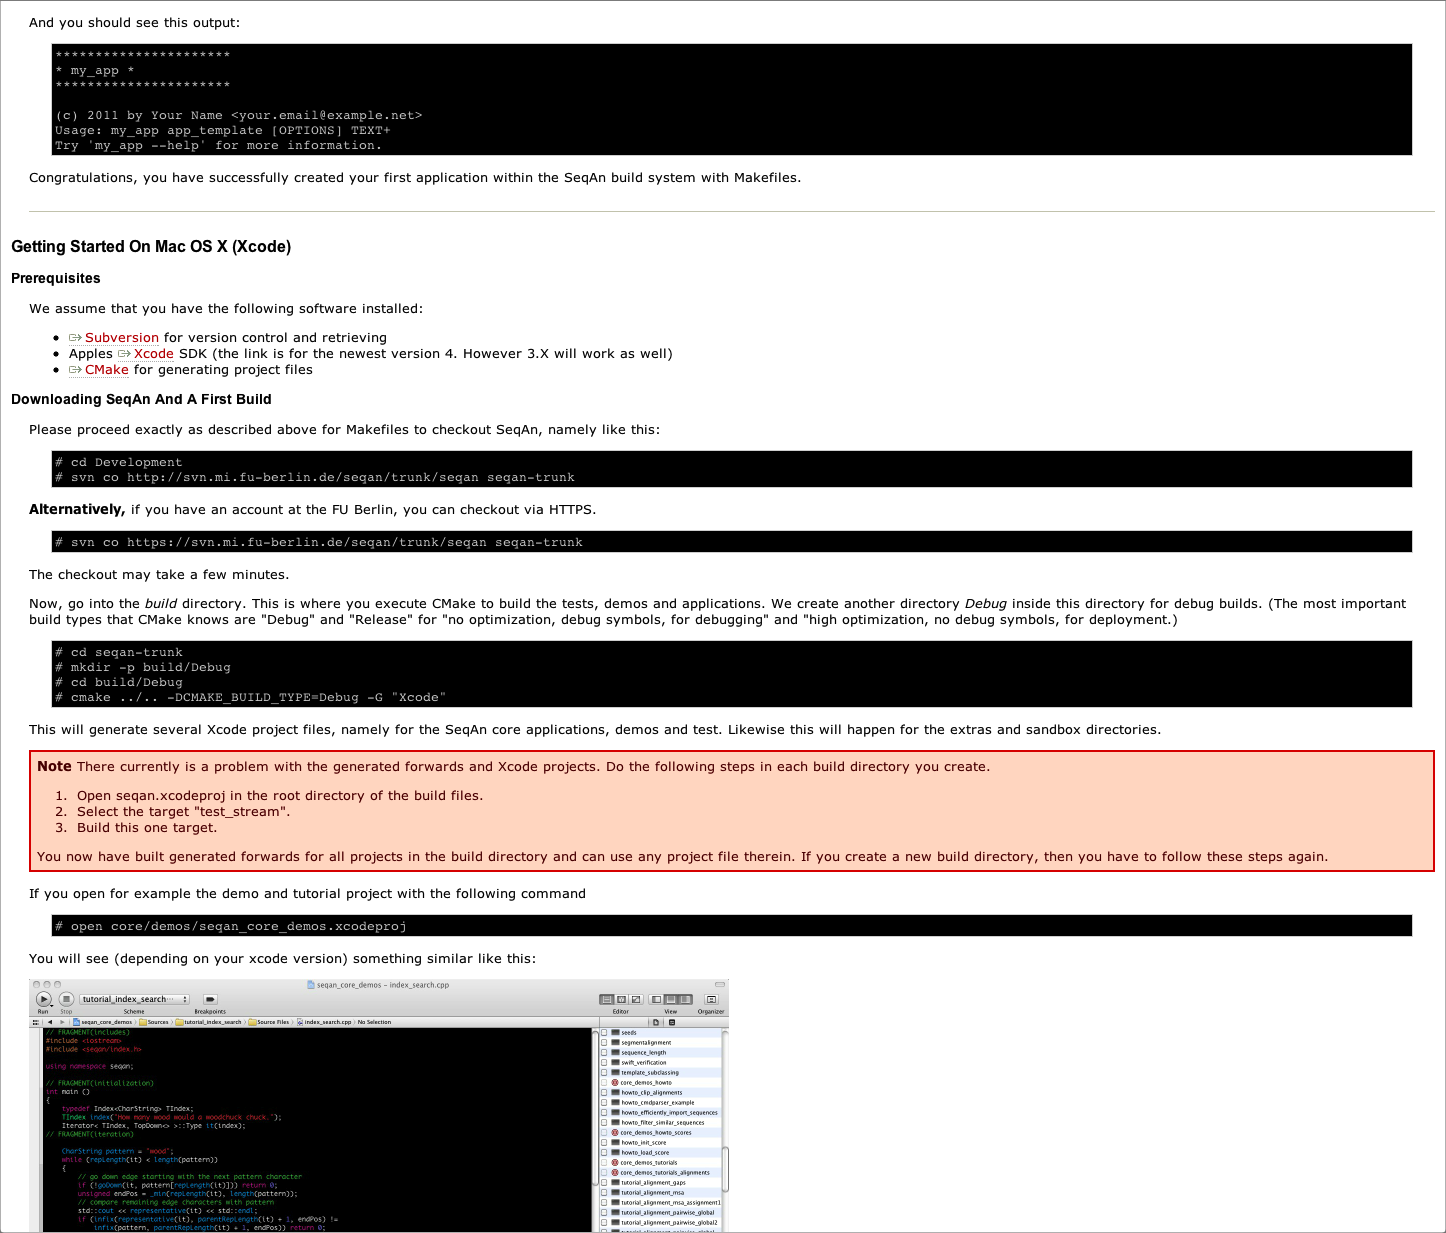 And you should see this output:
**********************
* my_app *
**********************
(c) 2011 by Your Name <your.email@example.net>
Usage: my_app app_template [OPTIONS] TEXT+
Try 'my_app --help' for more information.
Congratulations, you have successfully created your first application within the SeqAn build system with Makefiles.
Getting Started On Mac OS X (Xcode)
Prerequisites
We assume that you have the following software installed:
• Subversion for version control and retrieving
• Apples Xcode SDK (the link is for the newest version 4. However 3.X will work as well)
• CMake for generating project files
Downloading SeqAn And A First Build
Please proceed exactly as described above for Makefiles to checkout SeqAn, namely like this:
# cd Development
# svn co http://svn.mi.fu-berlin.de/seqan/trunk/seqan seqan-trunk
Alternatively, if you have an account at the FU Berlin, you can checkout via HTTPS.
# svn co https://svn.mi.fu-berlin.de/seqan/trunk/seqan seqan-trunk
The checkout may take a few minutes.
Now, go into the build directory. This is where you execute CMake to build the tests, demos and applications. We create another directory Debug inside this directory for debug builds. (The most important
build types that CMake knows are "Debug" and "Release" for "no optimization, debug symbols, for debugging" and "high optimization, no debug symbols, for deployment.)
# cd seqan-trunk
# mkdir -p build/Debug
# cd build/Debug
# cmake ../.. -DCMAKE_BUILD_TYPE=Debug -G "Xcode"
This will generate several Xcode project files, namely for the SeqAn core applications, demos and test. Likewise this will happen for the extras and sandbox directories.
Note There currently is a problem with the generated forwards and Xcode projects. Do the following steps in each build directory you create.
1. Open seqan.xcodeproj in the root directory of the build files.
2. Select the target "test_stream".
3. Build this one target.
You now have built generated forwards for all projects in the build directory and can use any project file therein. If you create a new build directory, then you have to follow these steps again.
If you open for example the demo and tutorial project with the following command
# open core/demos/seqan_core_demos.xcodeproj
You will see (depending on your xcode version) something similar like this:
seqan_core_demos - index_search.cpp
tutorial_index_search...
Run Stop Scheme Breakpoints Editor View Organizer
seqan_core_demos Sources tutorial_index_search Source Files index_search.cpp No Selection
// FRAGMENT(includes)
#include <iostream>
#include <seqan/index.h>
using namespace seqan;
// FRAGMENT(initialization)
int main ()
{
typedef Index<CharString> TIndex;
TIndex index("How many wood would a woodchuck chuck.");
Iterator< TIndex, TopDown<> >::Type it(index);
// FRAGMENT(iteration)
CharString pattern = "wood";
while (repLength(it) < length(pattern))
{
// go down edge starting with the next pattern character
if (!goDown(it, pattern[repLength(it)])) return 0;
unsigned endPos = _min(repLength(it), length(pattern));
// compare remaining edge characters with pattern
std::cout << representative(it) << std::endl;
if (infix(representative(it), parentRepLength(it) + 1, endPos) !=
infix(pattern, parentRepLength(it) + 1, endPos)) return 0;
seeds
segmentalignment
sequence_length
swift_verification
template_subclassing
core_demos_howto
howto_clip_alignments
howto_cmdparser_example
howto_efficiently_import_sequences
howto_filter_similar_sequences
core_demos_howto_scores
howto_init_score
howto_load_score
core_demos_tutorials
core_demos_tutorials_alignments
tutorial_alignment_gaps
tutorial_alignment_msa
tutorial_alignment_msa_assignment1
tutorial_alignment_pairwise_global
tutorial_alignment_pairwise_global2